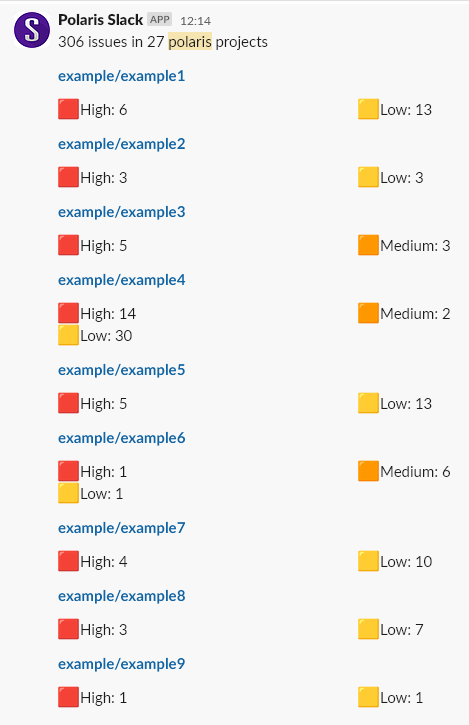 Polaris Slack APP 12:14
306 issues in 27 polaris projects
example/example1
High: 6 Low: 13
example/example2
High: 3 Low: 3
example/example3
High: 5 Medium: 3
example/example4
High: 14 Medium: 2
Low: 30
example/example5
High: 5 Low: 13
example/example6
High: 1 Medium: 6
Low: 1
example/example7
High: 4 Low: 10
example/example8
High: 3 Low: 7
example/example9
High: 1 Low: 1